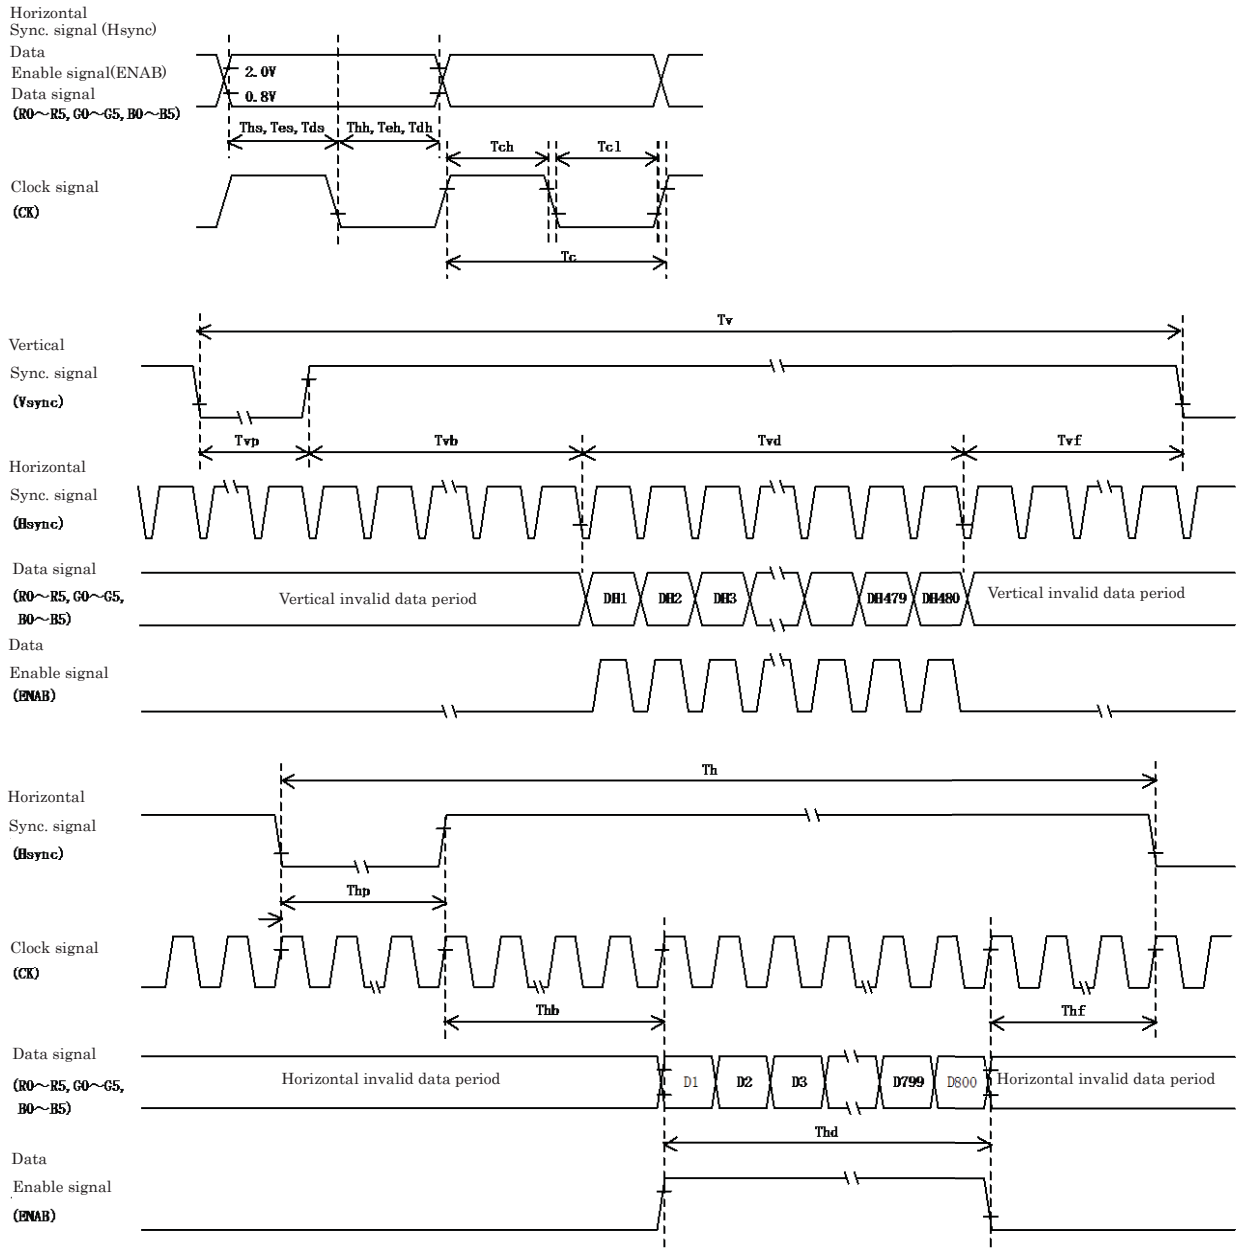 Horizontal
Sync. signal (Hsync)
Data
Enable signal(ENAB)
Data signal
(R0～R5, G0～G5, B0～B5)
2.0V
0.8V
Ths, Tes, Tds
Thh, Teh, Tdh
Tch
Tcl
Clock signal
(CK)
Tc
Tv
Vertical
Sync. signal
(Vsync)
Tvp
Tvb
Tvd
Tvf
Horizontal
Sync. signal
(Hsync)
Data signal
(R0～R5, G0～G5,
B0～B5)
Vertical invalid data period
DH1
DH2
DH3
DH479
DH480
Vertical invalid data period
Data
Enable signal
(ENAB)
Th
Horizontal
Sync. signal
(Hsync)
Thp
Clock signal
(CK)
Thb
Thf
Data signal
(R0～R5, G0～G5,
B0～B5)
Horizontal invalid data period
D1
D2
D3
D799
D800
Horizontal invalid data period
Thd
Data
Enable signal
(ENAB)